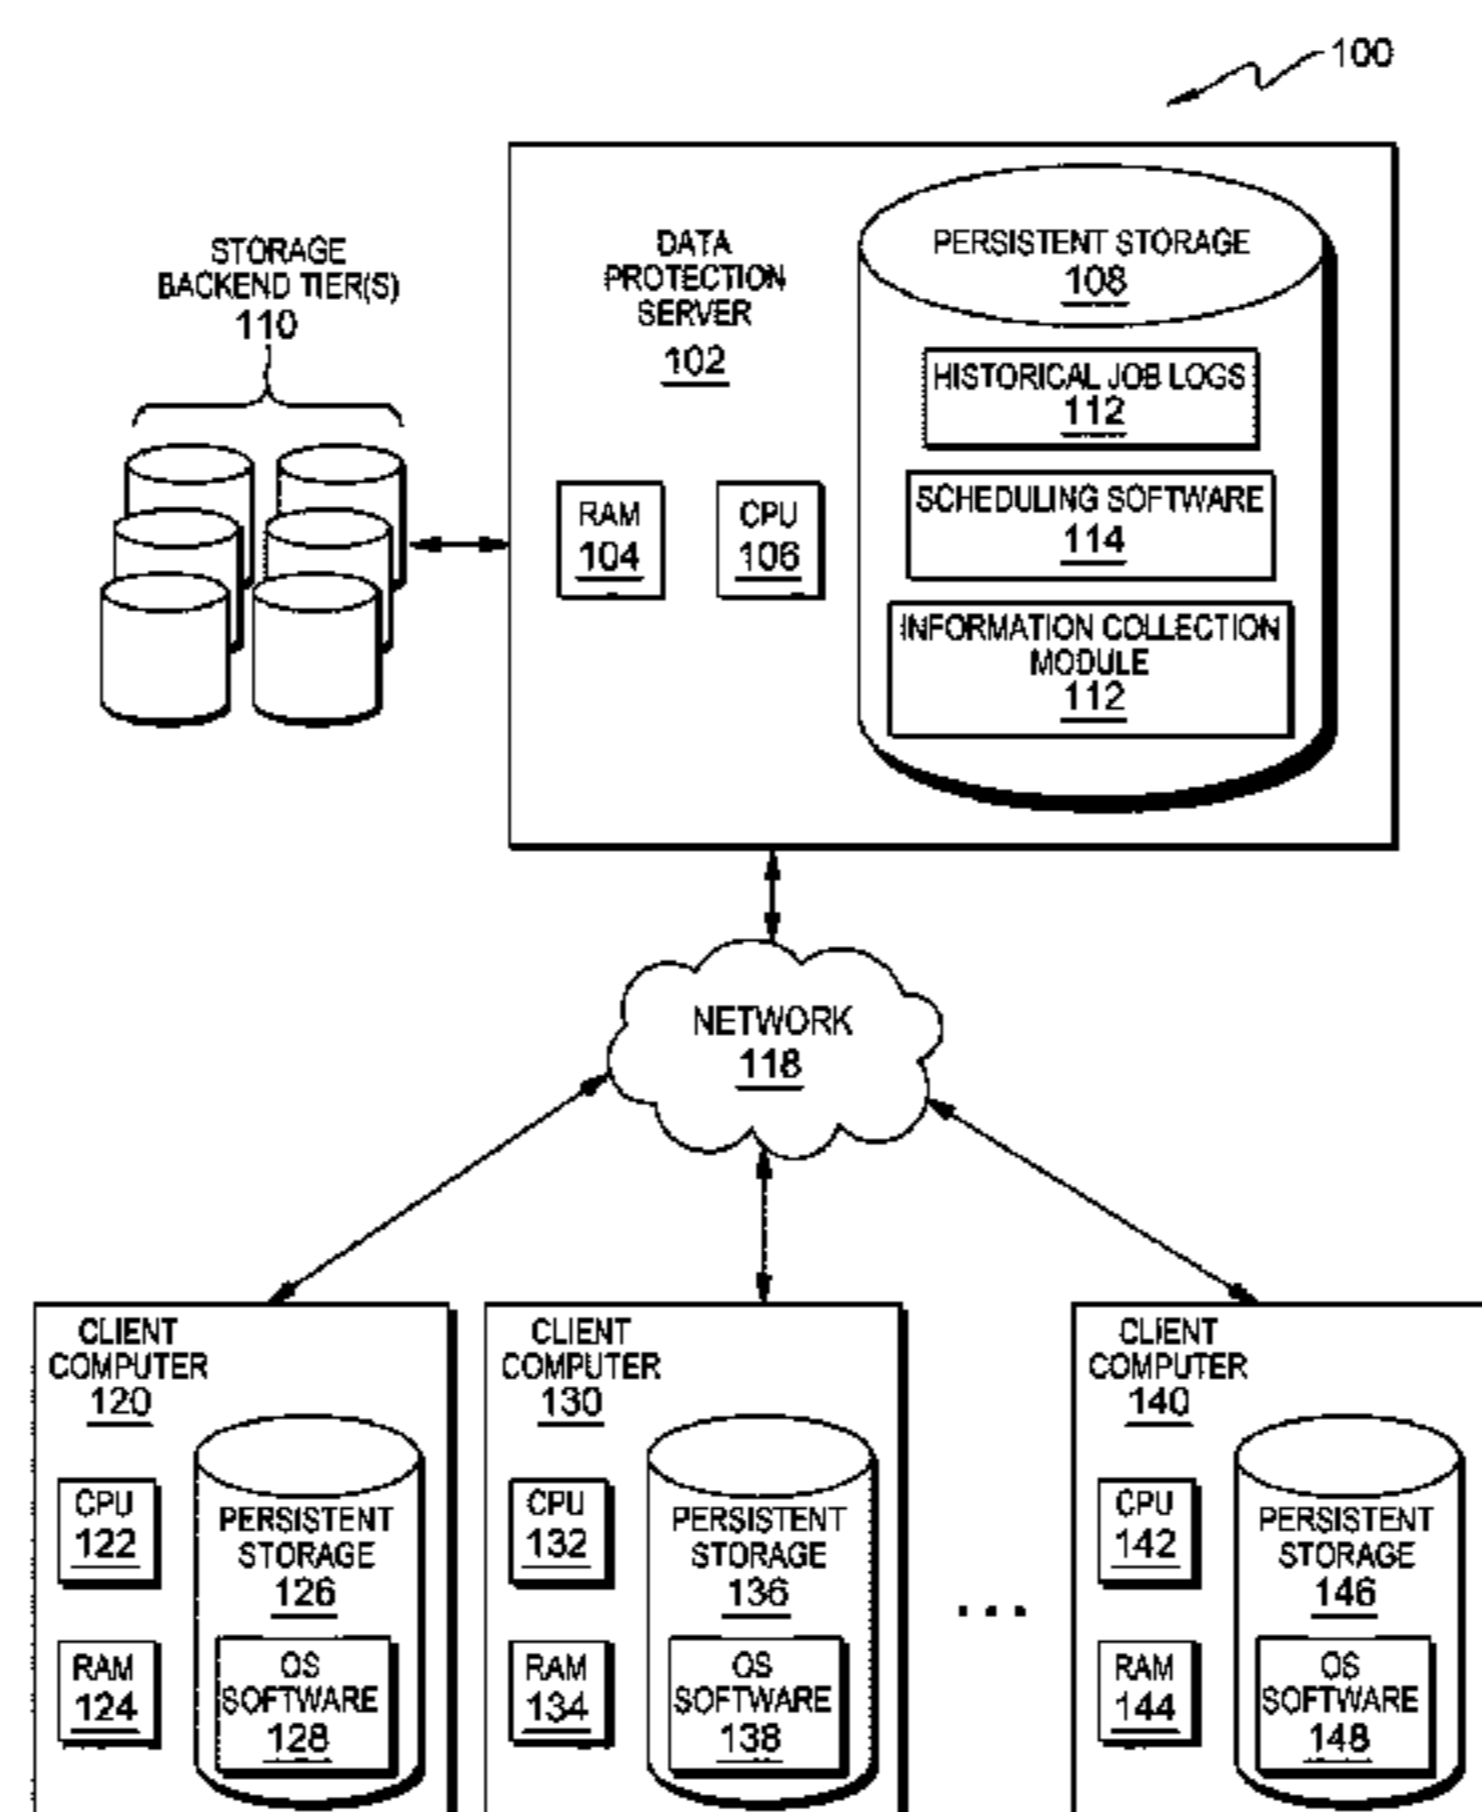 100
STORAGE
BACKEND TIER(S)
110
DATA
PROTECTION
SERVER
102
RAM
104
CPU
106
PERSISTENT STORAGE
108
HISTORICAL JOB LOGS
112
SCHEDULING SOFTWARE
114
INFORMATION COLLECTION
MODULE
112
NETWORK
118
CLIENT
COMPUTER
120
CPU
122
RAM
124
PERSISTENT
STORAGE
126
OS
SOFTWARE
128
CLIENT
COMPUTER
130
CPU
132
RAM
134
PERSISTENT
STORAGE
136
OS
SOFTWARE
138
...
CLIENT
COMPUTER
140
CPU
142
RAM
144
PERSISTENT
STORAGE
146
OS
SOFTWARE
148